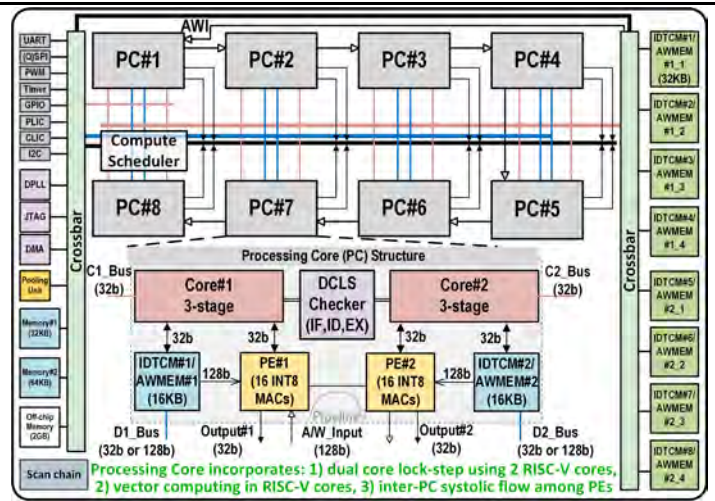 AWI
UART
(Q)SPI
PWM
Timer
GPIO
PLIC
CLIC
I2C
DPLL
JTAG
DMA
Pooling
Unit
Memory#1
(32KB)
Memory#2
(64KB)
Off-chip
Memory
(2GB)
Scan chain
Crossbar
PC#1
PC#2
PC#3
PC#4
Compute
Scheduler
PC#8
PC#7
PC#6
PC#5
Processing Core (PC) Structure
C1_Bus
(32b)
Core#1
3-stage
DCLS
Checker
(IF,ID,EX)
Core#2
3-stage
C2_Bus
(32b)
32b
32b
32b
32b
IDTCM#1/
AWMEM#1
(16KB)
128b
PE#1
(16 INT8
MACs)
PE#2
(16 INT8
MACs)
128b
IDTCM#2/
AWMEM#2
(16KB)
Pipeline
D1_Bus
(32b or 128b)
Output#1
(32b)
A/W_Input
(128b)
Output#2
(32b)
D2_Bus
(32b or 128b)
Crossbar
IDTCM#1/
AWMEM
#1_1
(32KB)
IDTCM#2/
AWMEM
#1_2
IDTCM#3/
AWMEM
#1_3
IDTCM#4/
AWMEM
#1_4
IDTCM#5/
AWMEM
#2_1
IDTCM#6/
AWMEM
#2_2
IDTCM#7/
AWMEM
#2_3
IDTCM#8/
AWMEM
#2_4
Processing Core incorporates: 1) dual core lock-step using 2 RISC-V cores,
2) vector computing in RISC-V cores, 3) inter-PC systolic flow among PEs